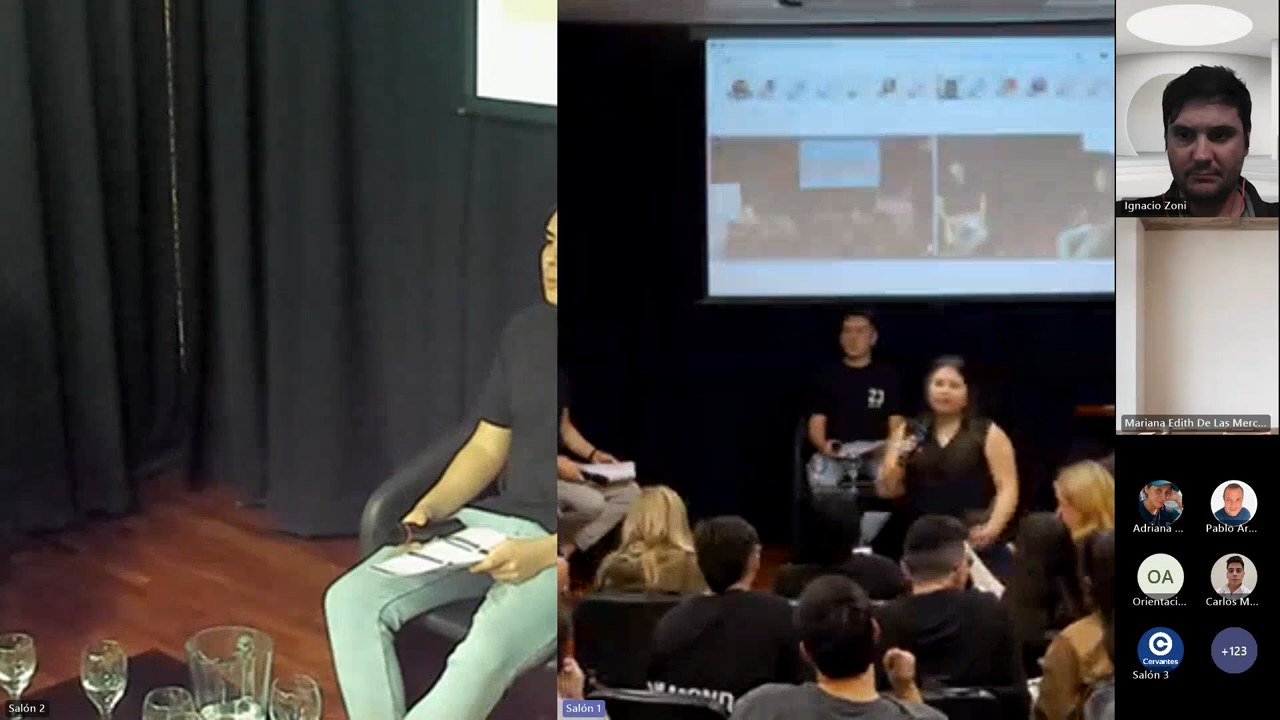 Salón 2
Salón 1
Ignacio Zoni
Mariana Edith De Las Merc...
Adriana ...
Pablo Ar...
OA
Orientaci...
Carlos M...
Cervantes
Salón 3
+123
23